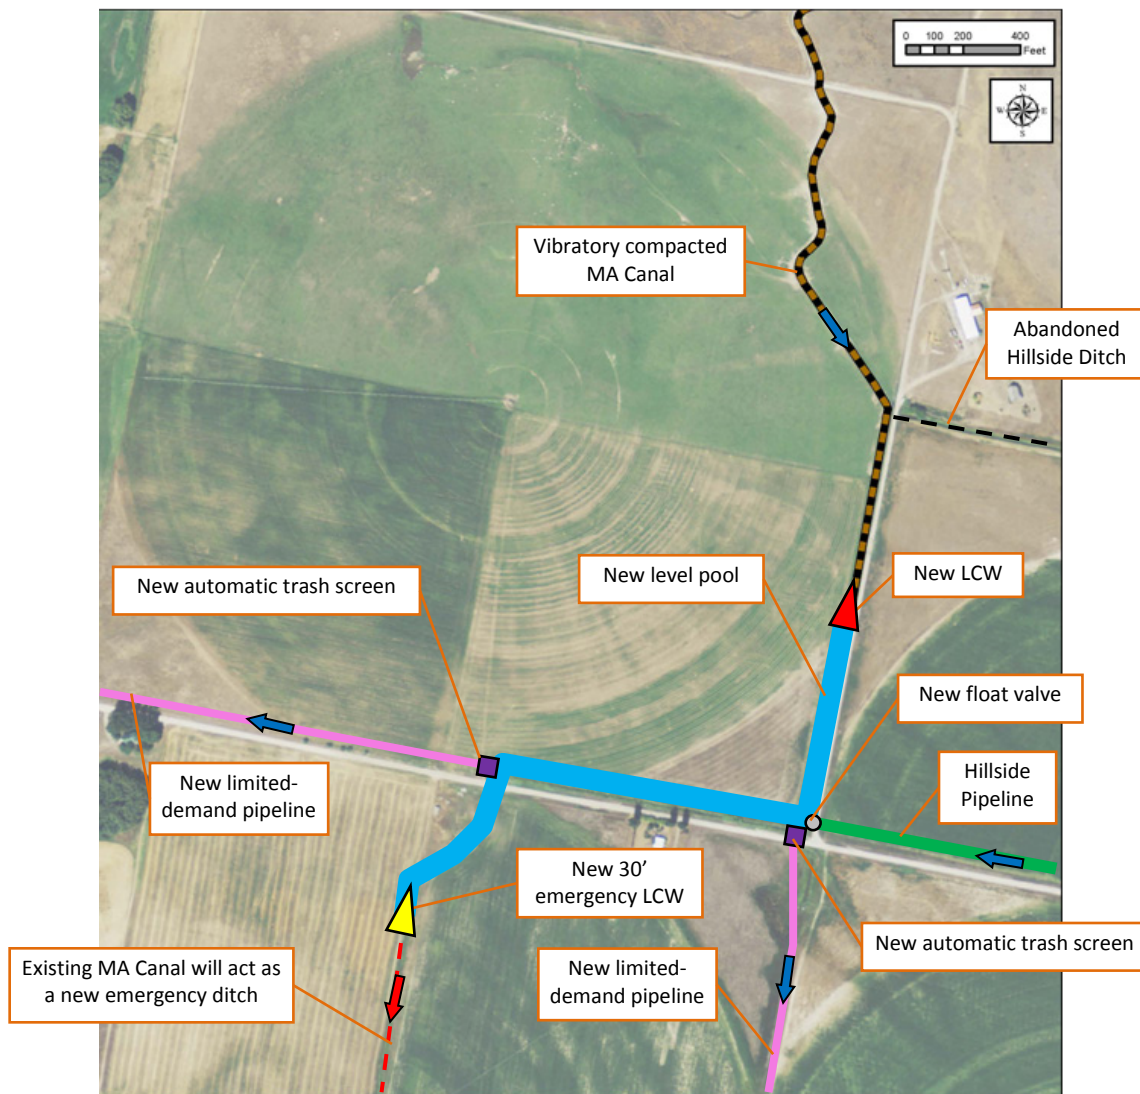 0 100 200 400
Feet
N
W E
S
Vibratory compacted
MA Canal
Abandoned
Hillside Ditch
New level pool
New LCW
New automatic trash screen
New float valve
New limited-
demand pipeline
Hillside
Pipeline
New 30’
emergency LCW
New automatic trash screen
Existing MA Canal will act as
a new emergency ditch
New limited-
demand pipeline